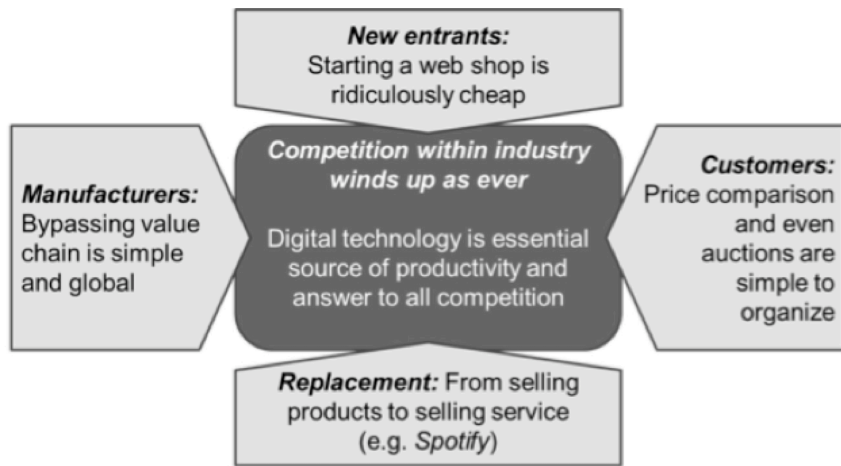 New entrants:
Starting a web shop is
ridiculously cheap
Manufacturers:
Bypassing value
chain is simple
and global
Competition within industry
winds up as ever
Digital technology is essential
source of productivity and
answer to all competition
Customers:
Price comparison
and even
auctions are
simple to
organize
Replacement: From selling
products to selling service
(e.g. Spotify)